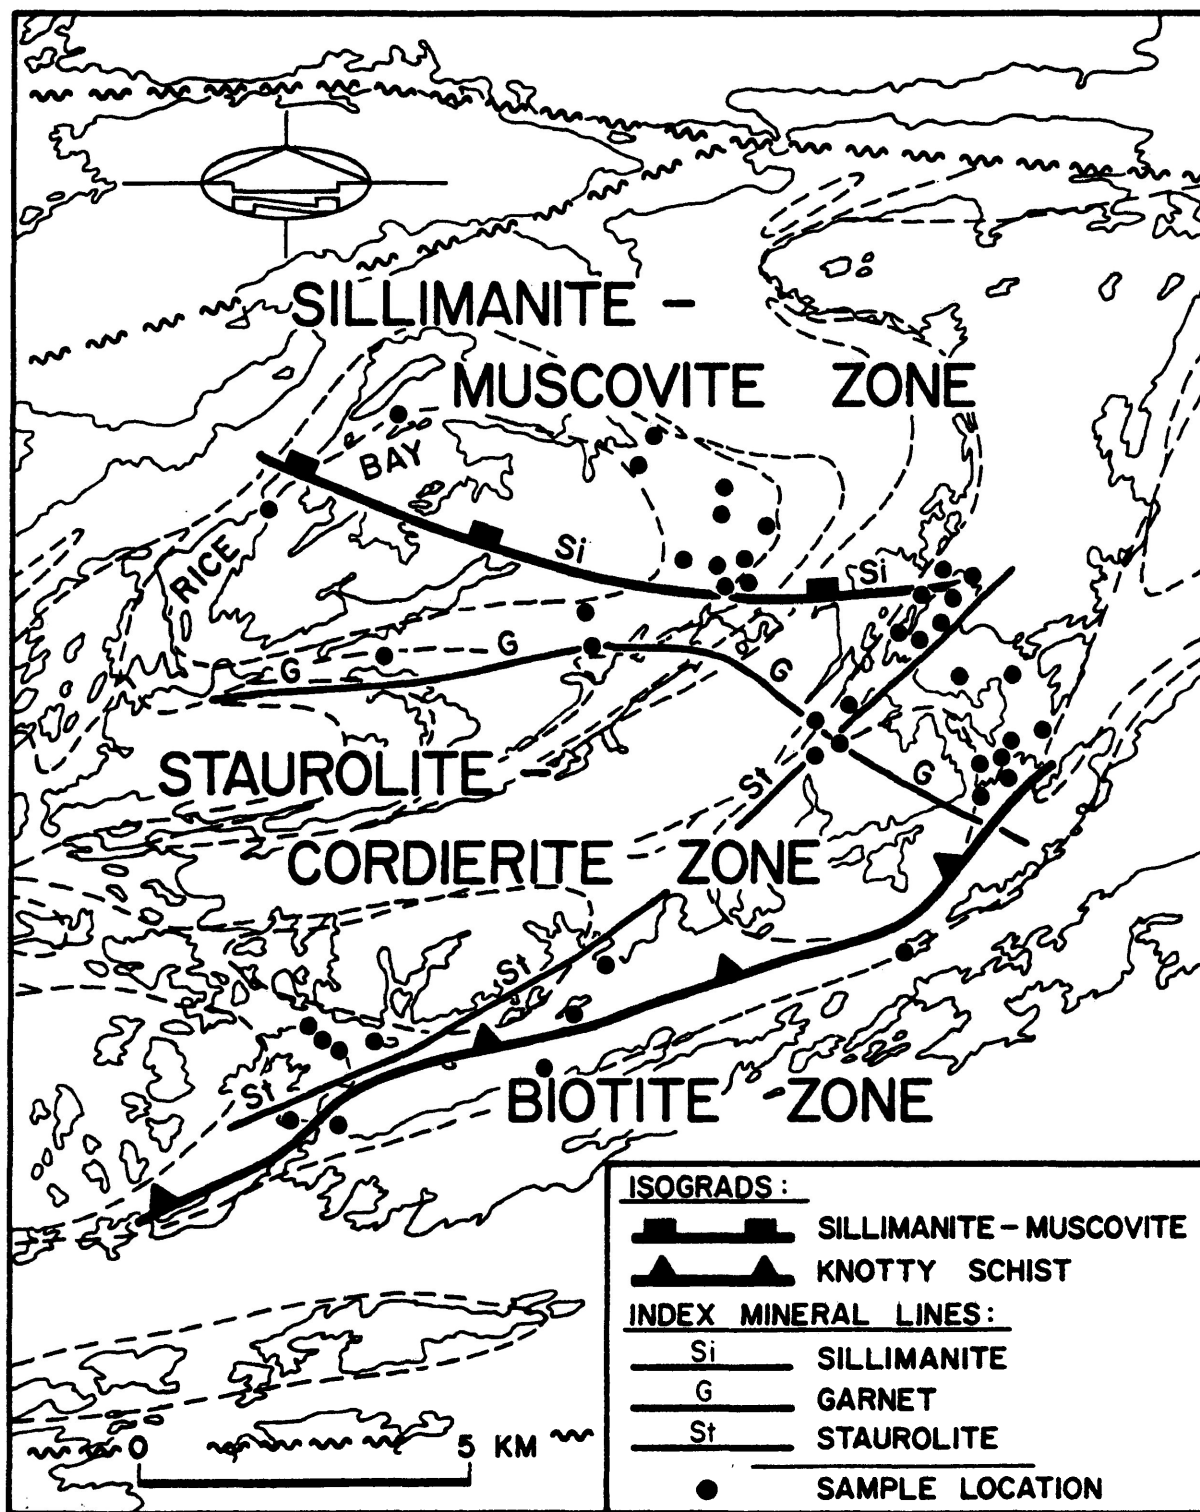 SILLIMANITE -
MUSCOVITE ZONE
BAY
RICE
Si
Si
G
G
G
STAUROLITE -
St
G
CORDIERITE ZONE
St
St
BIOTITE - ZONE
ISOGRADS:
SILLIMANITE - MUSCOVITE
KNOTTY SCHIST
INDEX MINERAL LINES:
Si SILLIMANITE
G GARNET
St STAUROLITE
SAMPLE LOCATION
0 5 KM